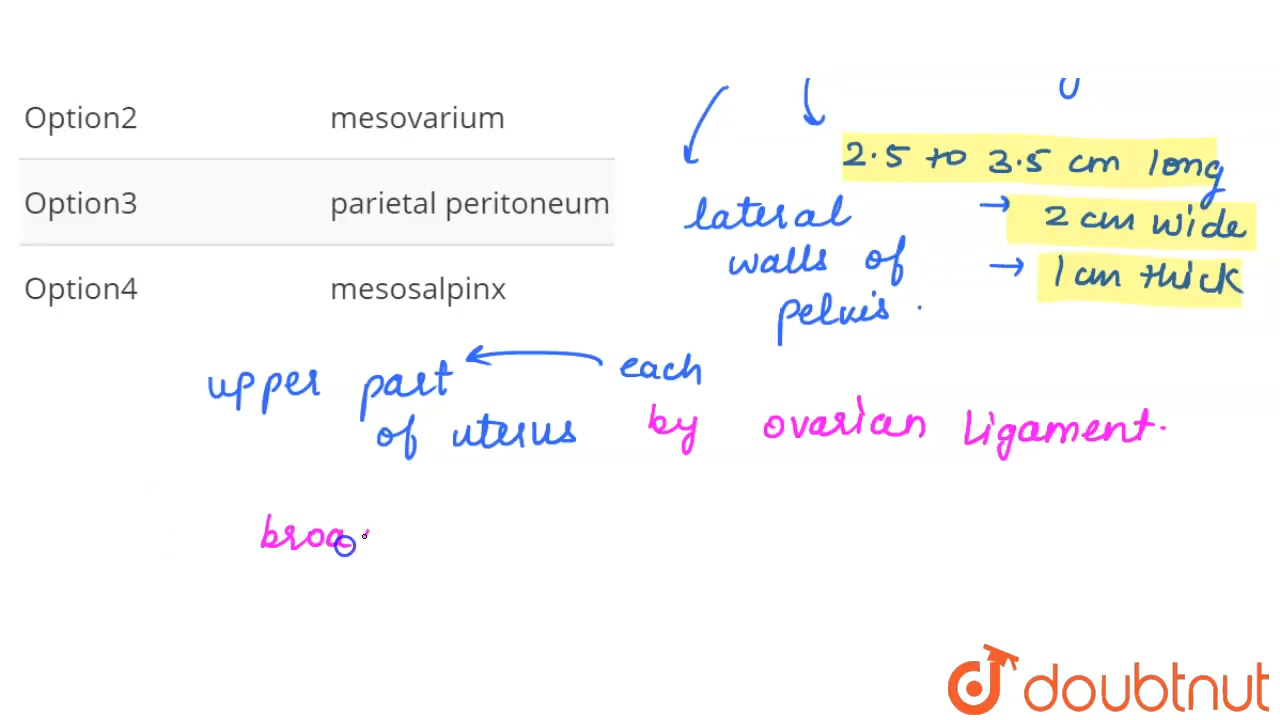 Option2 mesovarium
Option3 parietal peritoneum
Option4 mesosalpinx
2.5 to 3.5 cm long
→ 2 cm wide
→ 1 cm thick
lateral
walls of
pelvis.
upper part
each
of uterus by ovarian ligament.
broa
doubtnut